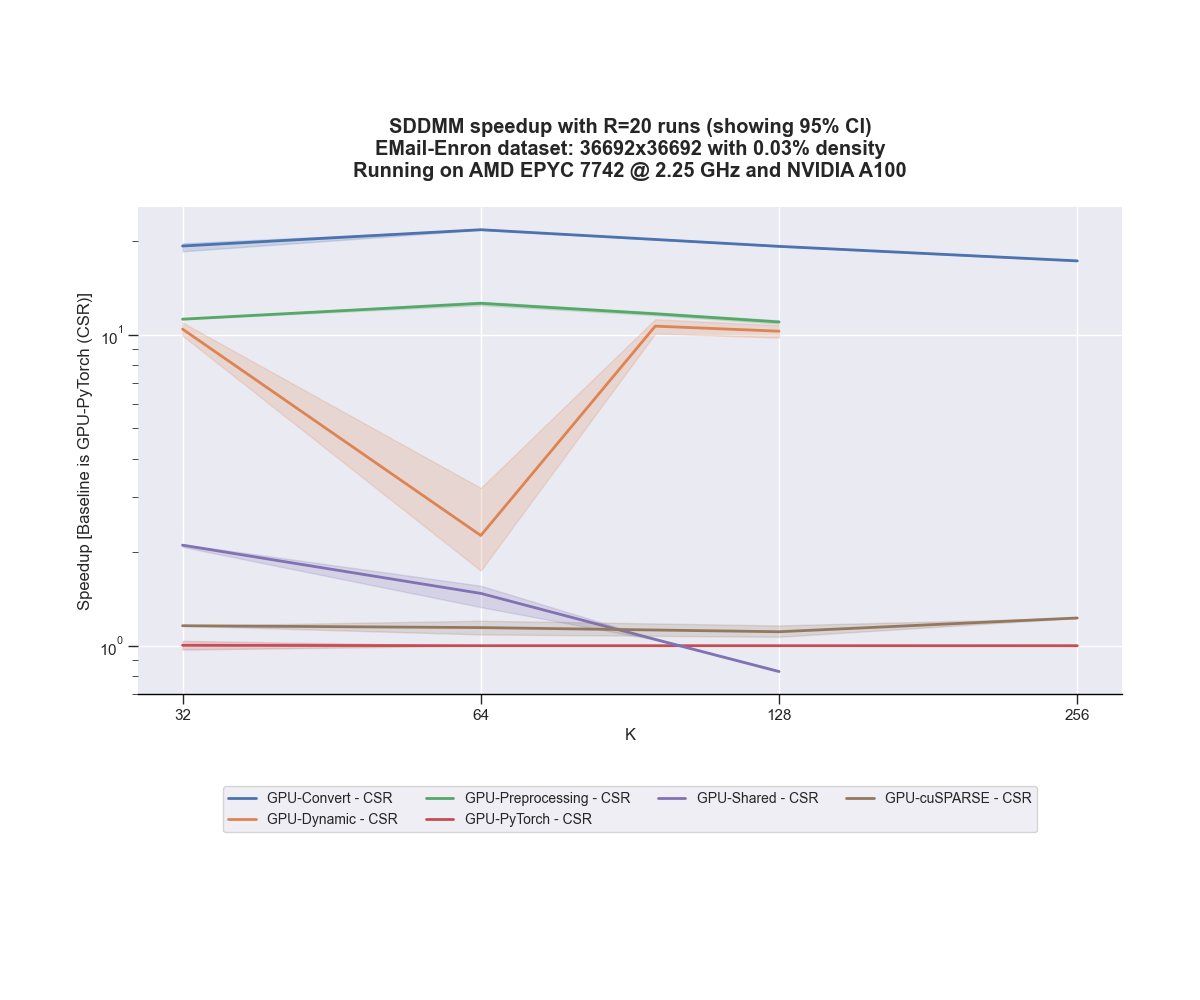 SDDMM speedup with R=20 runs (showing 95% CI)
EMail-Enron dataset: 36692x36692 with 0.03% density
Running on AMD EPYC 7742 @ 2.25 GHz and NVIDIA A100
Speedup [Baseline is GPU-PyTorch (CSR)]
10^1
10^0
32 64 128 256
K
GPU-Convert - CSR GPU-Preprocessing - CSR GPU-Shared - CSR GPU-cuSPARSE - CSR
GPU-Dynamic - CSR GPU-PyTorch - CSR